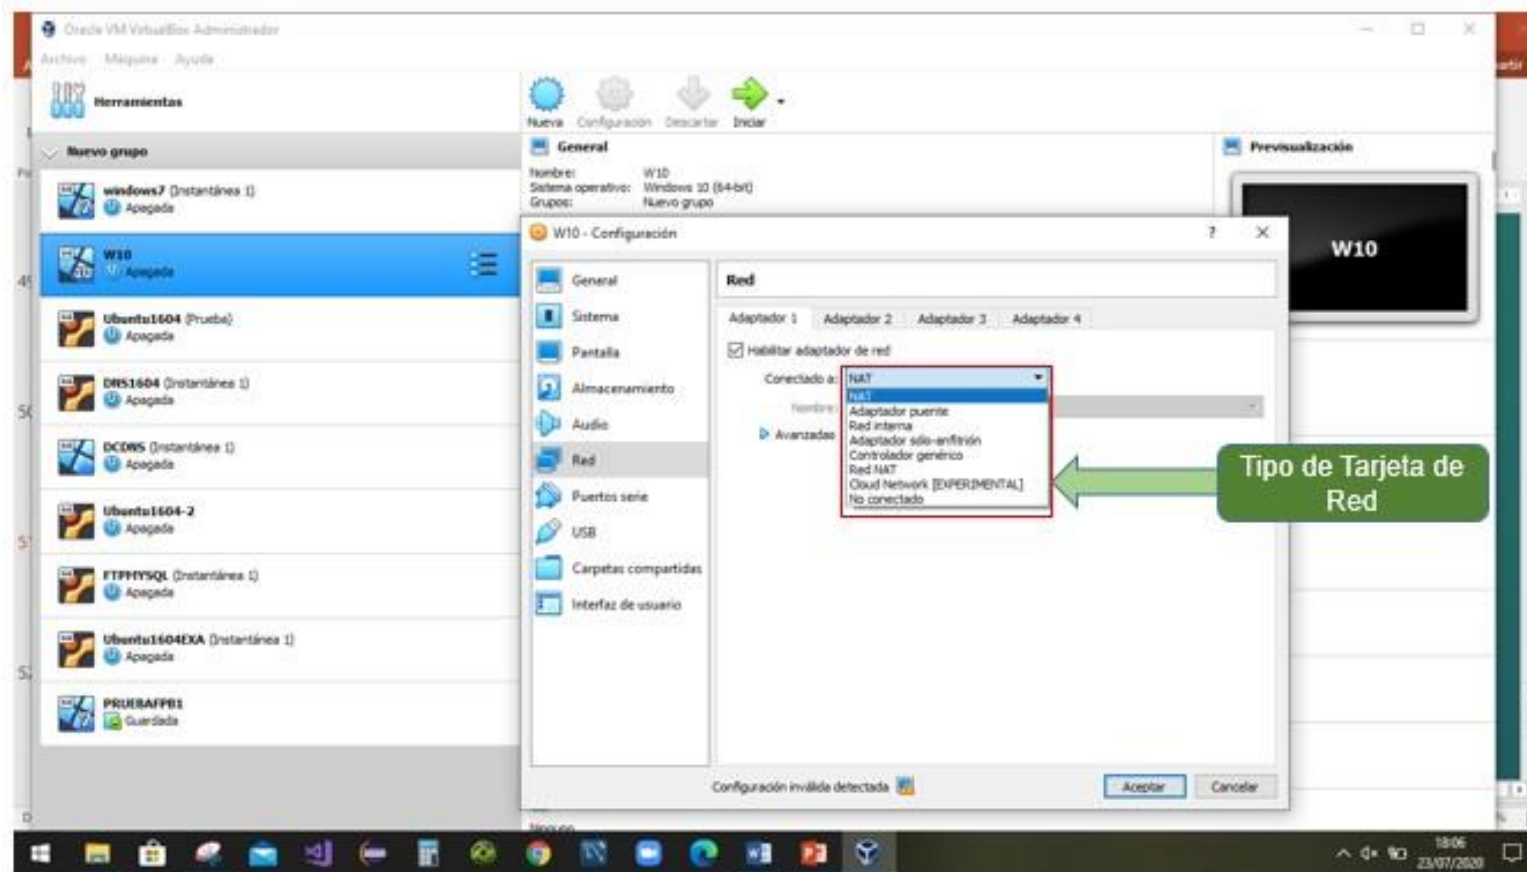 Oracle VM VirtualBox Administrador
Archivo Máquina Ayuda
Herramientas
Nueva Configuración Descartar Iniciar
Nuevo grupo
windows7 (Instantánea 1)
Apagada
W10
Apagada
Ubuntu1604 (Prueba)
Apagada
DNS1604 (Instantánea 1)
Apagada
DCDNS (Instantánea 1)
Apagada
Ubuntu1604-2
Apagada
FTPHYSQL (Instantánea 1)
Apagada
Ubuntu1604EXA (Instantánea 1)
Apagada
PRUEBAFPB1
Guardada
General
Nombre: W10
Sistema operativo: Windows 10 (64-bit)
Grupos: Nuevo grupo
Previsualización
W10
W10 - Configuración
? X
General
Sistema
Pantalla
Almacenamiento
Audio
Red
Puertos serie
USB
Carpetas compartidas
Interfaz de usuario
Red
Adaptador 1 Adaptador 2 Adaptador 3 Adaptador 4
Habilitar adaptador de red
Conectado a: NAT
NAT
Nombre: Adaptador puente
Red interna
Avanzadas Adaptador sólo-anfitrión
Controlador genérico
Red NAT
Cloud Network [EXPERIMENTAL]
No conectado
Tipo de Tarjeta de
Red
Configuración inválida detectada
Aceptar Cancelar
Ninguno
18:06
23/07/2020